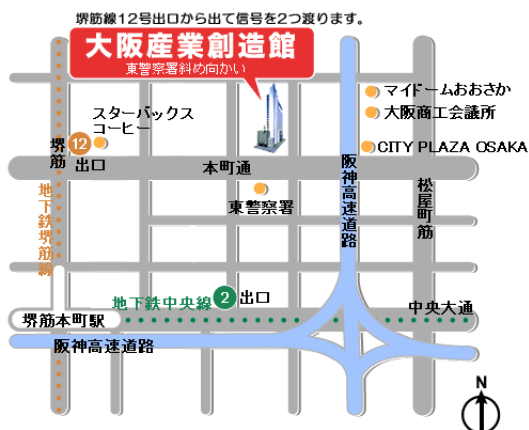 堺筋線12号出口から出て信号を2つ渡ります。
大阪産業創造館
東警察署斜め向かい
マイドームおおさか
大阪商工会議所
CITY PLAZA OSAKA
スターバックス
コーヒー
堺筋
12
出口
本町通
東警察署
阪神高速道路
松屋町筋
地下鉄堺筋線
地下鉄中央線
2
出口
中央大通
堺筋本町駅
阪神高速道路
N